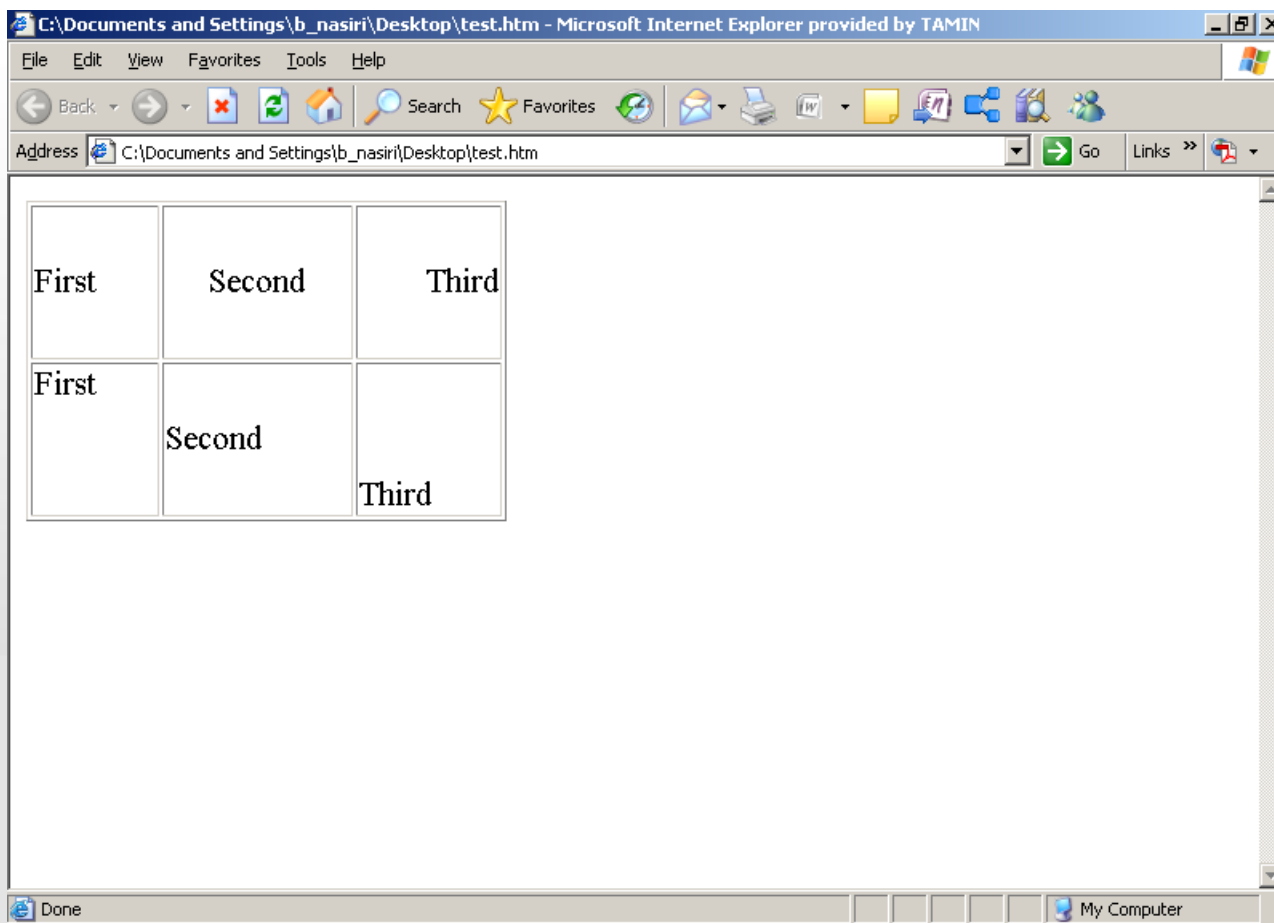 C:\Documents and Settings\b_nasiri\Desktop\test.htm - Microsoft Internet Explorer provided by TAMIN
File Edit View Favorites Tools Help
Back Search Favorites
Address C:\Documents and Settings\b_nasiri\Desktop\test.htm Go Links »
First Second Third
First
Second
Third
Done My Computer